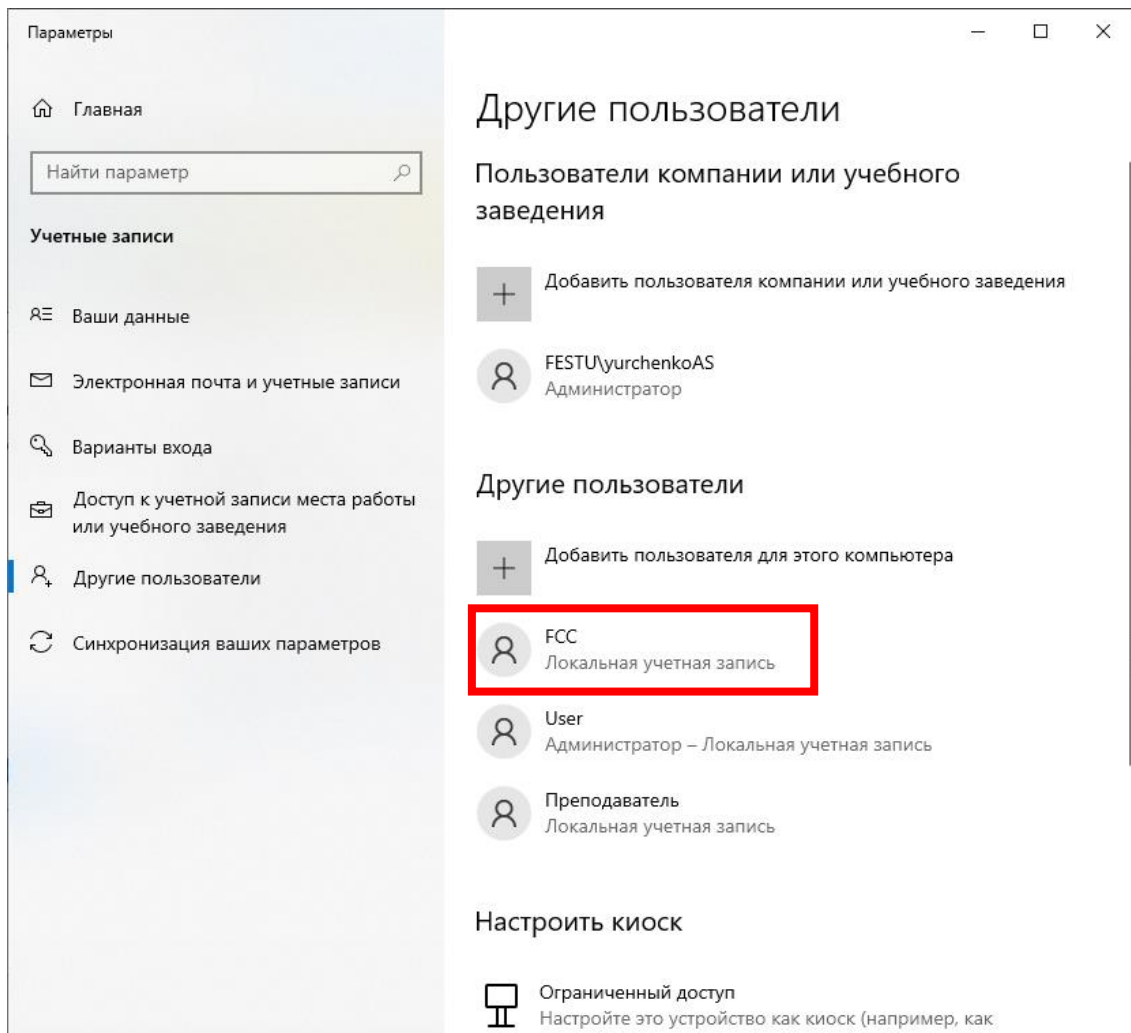 Параметры
Главная
Найти параметр
Учетные записи
Ваши данные
Электронная почта и учетные записи
Варианты входа
Доступ к учетной записи места работы
или учебного заведения
Другие пользователи
Синхронизация ваших параметров
Другие пользователи
Пользователи компании или учебного
заведения
Добавить пользователя компании или учебного заведения
FESTU\yurchenkoAS
Администратор
Другие пользователи
Добавить пользователя для этого компьютера
FCC
Локальная учетная запись
User
Администратор – Локальная учетная запись
Преподаватель
Локальная учетная запись
Настроить киоск
Ограниченный доступ
Настройте это устройство как киоск (например, как